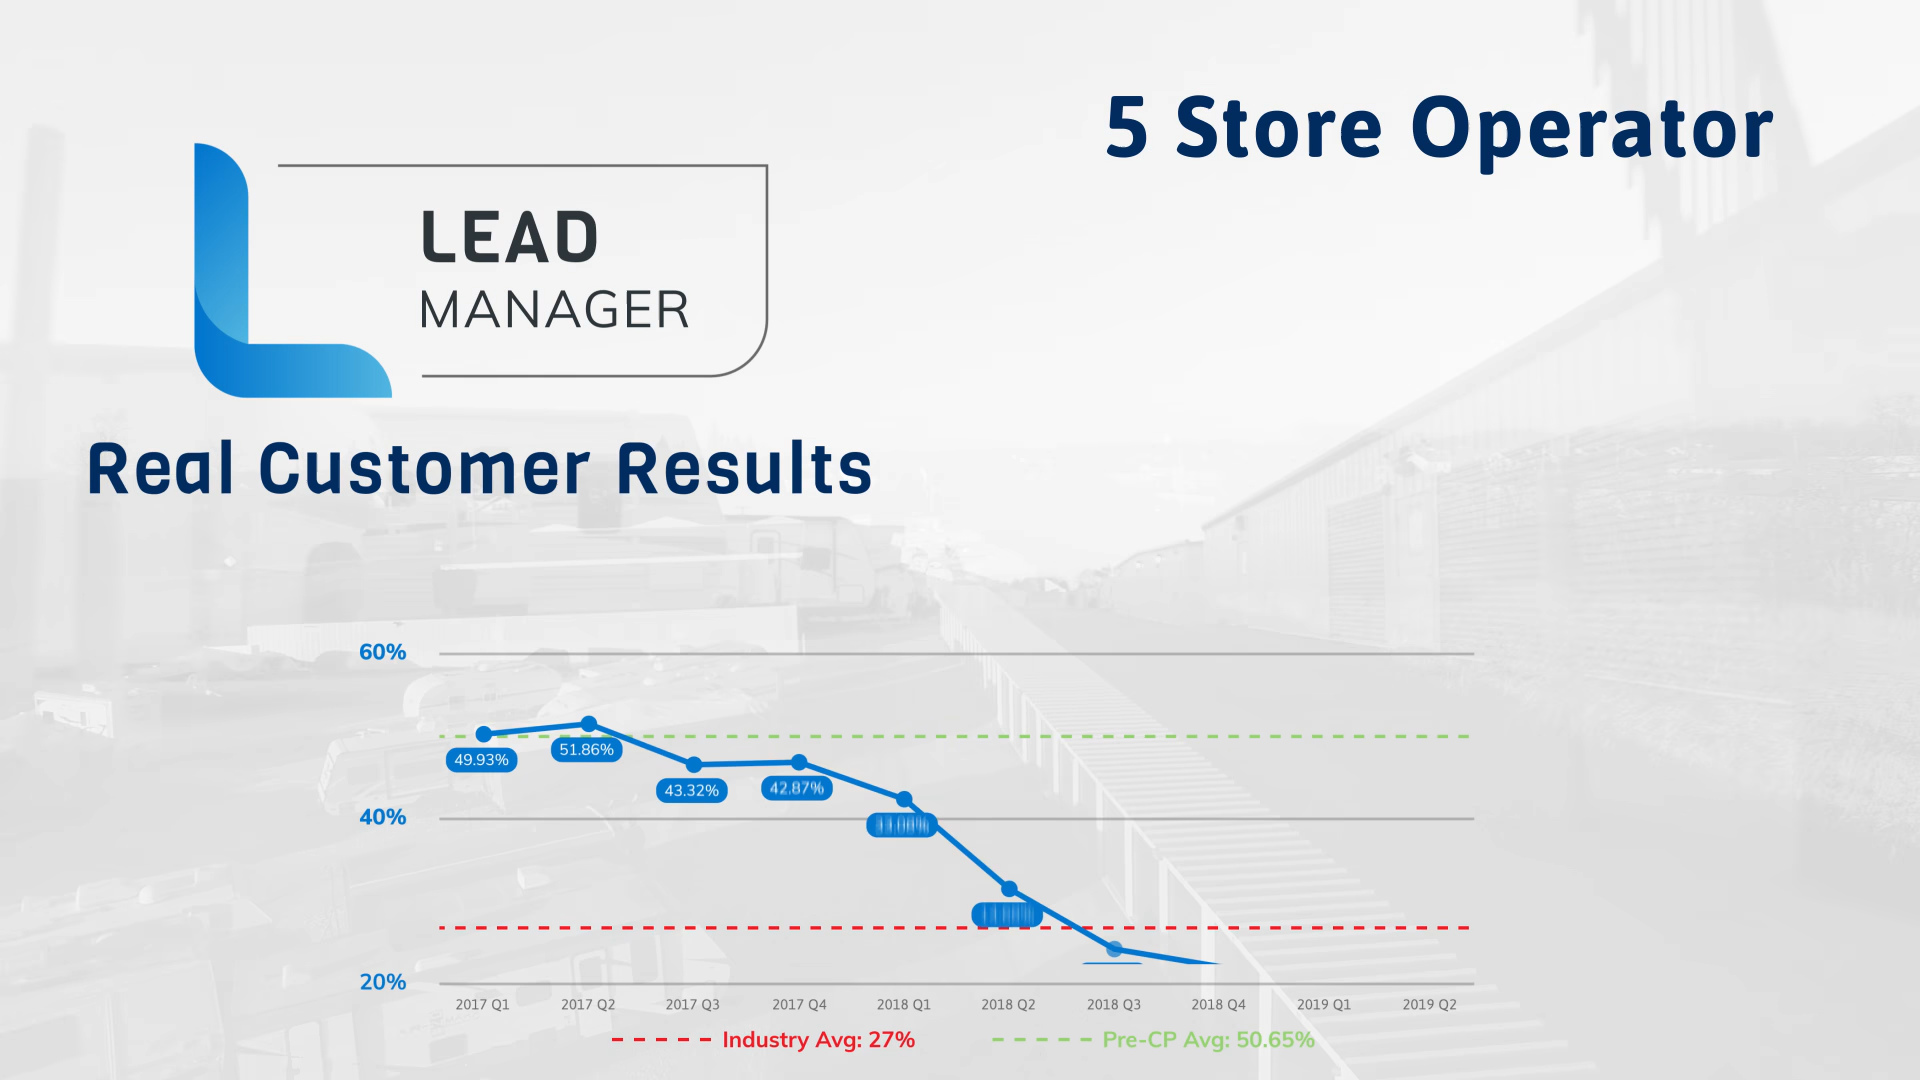 5 Store Operator
LEAD
MANAGER
Real Customer Results
60%
49.93%
51.86%
43.32%
42.87%
40%
20%
2017 Q1 2017 Q2 2017 Q3 2017 Q4 2018 Q1 2018 Q2 2018 Q3 2018 Q4 2019 Q1 2019 Q2
Industry Avg: 27% Pre-CP Avg: 50.65%